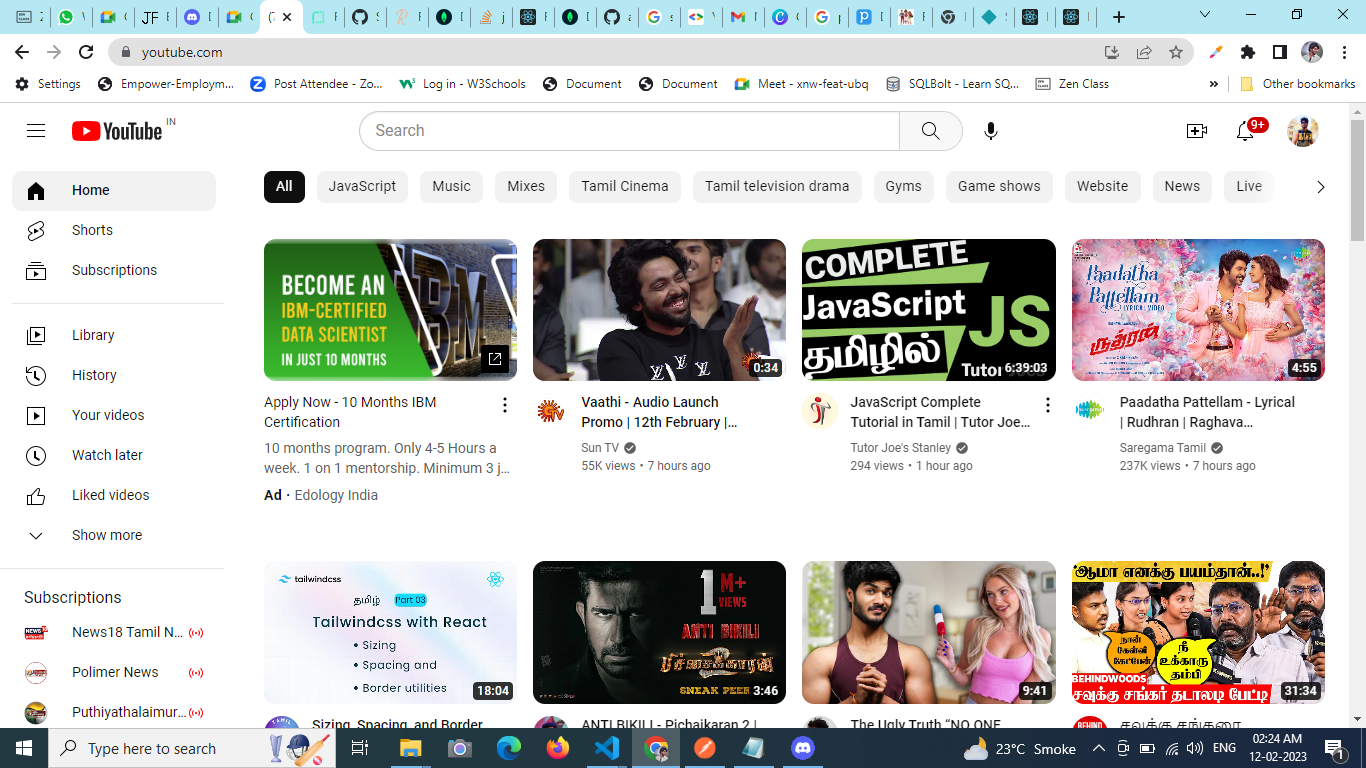 youtube.com
Settings
Empower-Employm...
Post Attendee - Zo...
Log in - W3Schools
Document
Document
Meet - xnw-feat-ubq
SQLBolt - Learn SQ...
Zen Class
»
Other bookmarks
YouTube IN
Search
9+
Home
Shorts
Subscriptions
Library
History
Your videos
Watch later
Liked videos
Show more
Subscriptions
News18 Tamil N...
Polimer News
Puthiyathalaimur...
All
JavaScript
Music
Mixes
Tamil Cinema
Tamil television drama
Gyms
Game shows
Website
News
Live
BECOME AN
IBM-CERTIFIED
DATA SCIENTIST
IN JUST 10 MONTHS
Apply Now - 10 Months IBM
Certification
10 months program. Only 4-5 Hours a
week. 1 on 1 mentorship. Minimum 3 j...
Ad · Edology India
0:34
Vaathi - Audio Launch
Promo | 12th February |...
Sun TV
55K views • 7 hours ago
COMPLETE
JavaScript
JS
தமிழில்
6:39:03
JavaScript Complete
Tutorial in Tamil | Tutor Joe...
Tutor Joe's Stanley
294 views • 1 hour ago
Paadatha
Pattellam
LYRICAL VIDEO
ருத்ரன்
4:55
Paadatha Pattellam - Lyrical
| Rudhran | Raghava...
Saregama Tamil
237K views • 7 hours ago
tailwindcss
தமிழ் Part 03
Tailwindcss with React
• Sizing
• Spacing and
• Border utilities
18:04
Sizing, Spacing, and Border
1 M+
VIEWS
ANTI BIKILI
பிச்சைக்காரன் 2
SNEAK PEEK
3:46
ANTI BIKILI - Pichaikaran 2 |
9:41
The Ugly Truth “NO ONE
'ஆமா எனக்கு பயம்தான்..!'
நான்
கேள்வி
கேட்பேன்
நீ
உக்காரு
தம்பி
BEHINDWOODS
சவுக்கு சங்கர் தடாலடி பேட்டி
31:34
சவுக்கு சங்கரை
Type here to search
23°C Smoke
ENG
02:24 AM
12-02-2023
1